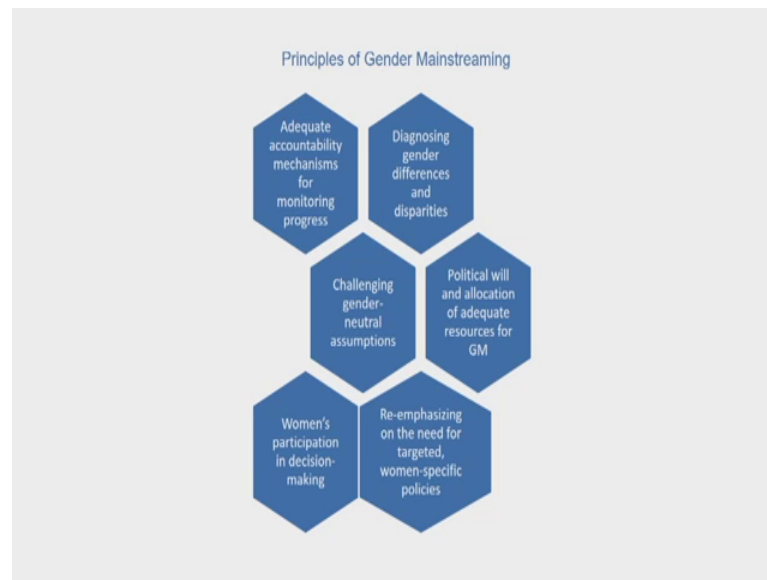 Principles of Gender Mainstreaming
Adequate
accountability
mechanisms
for
monitoring
progress
Diagnosing
gender
differences
and
disparities
Challenging
gender-
neutral
assumptions
Political will
and allocation
of adequate
resources for
GM
Women's
participation
in decision-
making
Re-emphasizing
on the need for
targeted,
women-specific
policies